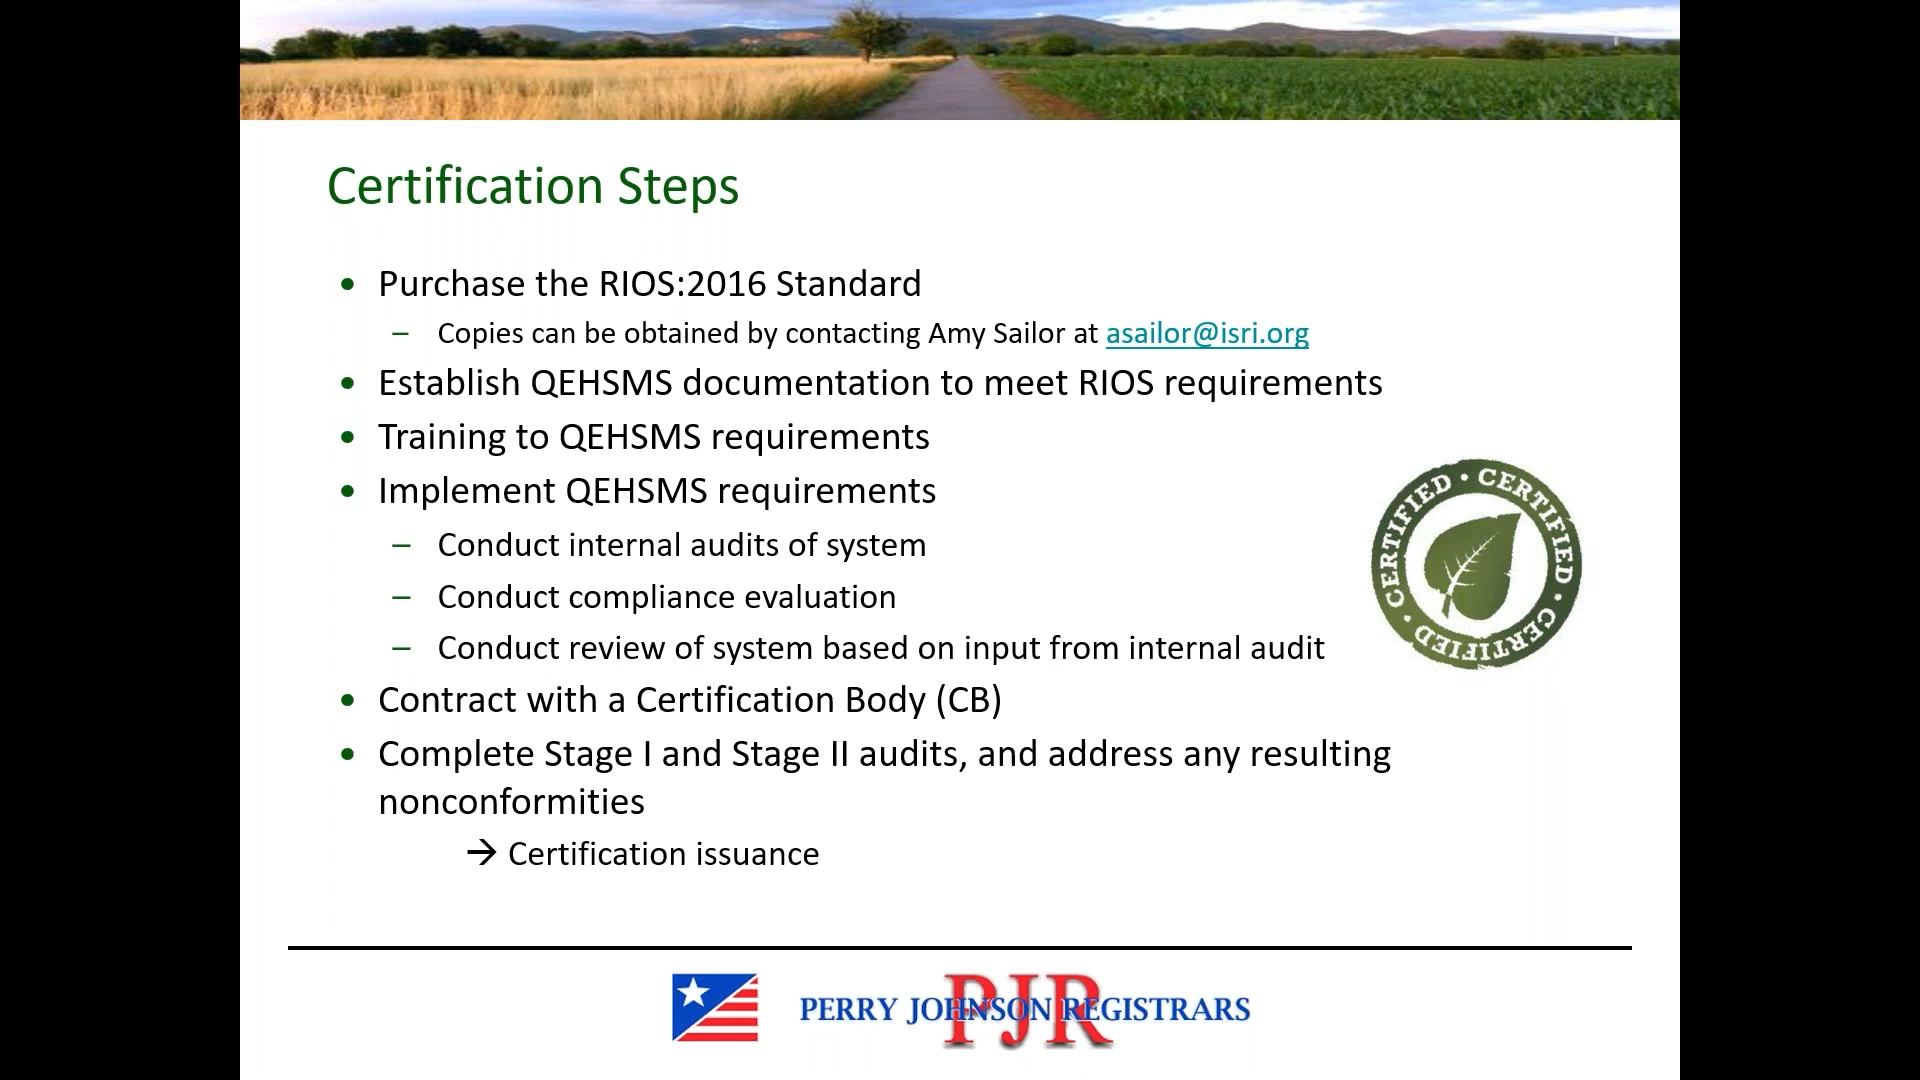 Certification Steps
• Purchase the RIOS:2016 Standard
– Copies can be obtained by contacting Amy Sailor at asailor@isri.org
• Establish QEHSMS documentation to meet RIOS requirements
• Training to QEHSMS requirements
• Implement QEHSMS requirements
– Conduct internal audits of system
– Conduct compliance evaluation
– Conduct review of system based on input from internal audit
• Contract with a Certification Body (CB)
• Complete Stage I and Stage II audits, and address any resulting
nonconformities
→ Certification issuance
CERTIFIED • CERTIFIED • CERTIFIED •
PJR
PERRY JOHNSON REGISTRARS